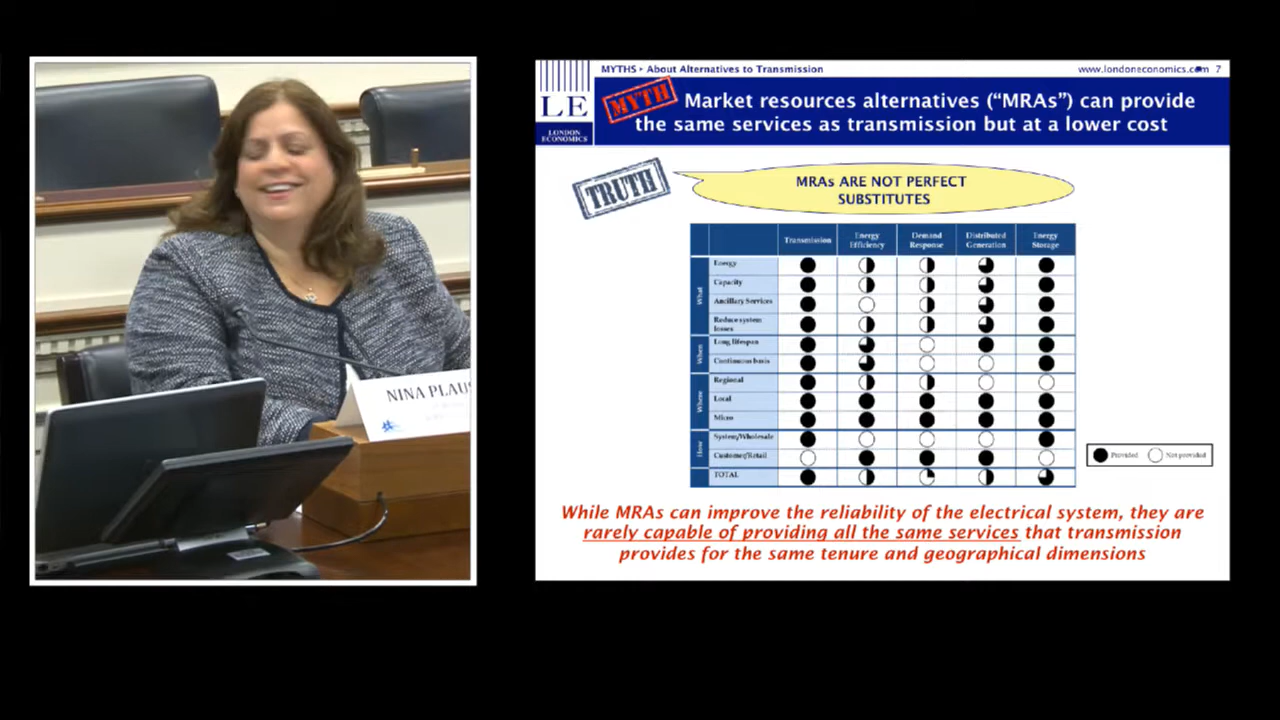 NINA PLAUS
MYTHS ▸ About Alternatives to Transmission
www.londoneconomics.com 7
LE
LONDON
ECONOMICS
MYTH
Market resources alternatives (“MRAs”) can provide
the same services as transmission but at a lower cost
TRUTH
MRAs ARE NOT PERFECT
SUBSTITUTES
Transmission
Energy
Efficiency
Demand
Response
Distributed
Generation
Energy
Storage
What
Energy
Capacity
Ancillary Services
Reduce system
losses
When
Long lifespan
Continuous basis
Where
Regional
Local
Micro
How
System/Wholesale
Customer/Retail
TOTAL
Provided
Not provided
While MRAs can improve the reliability of the electrical system, they are
rarely capable of providing all the same services that transmission
provides for the same tenure and geographical dimensions